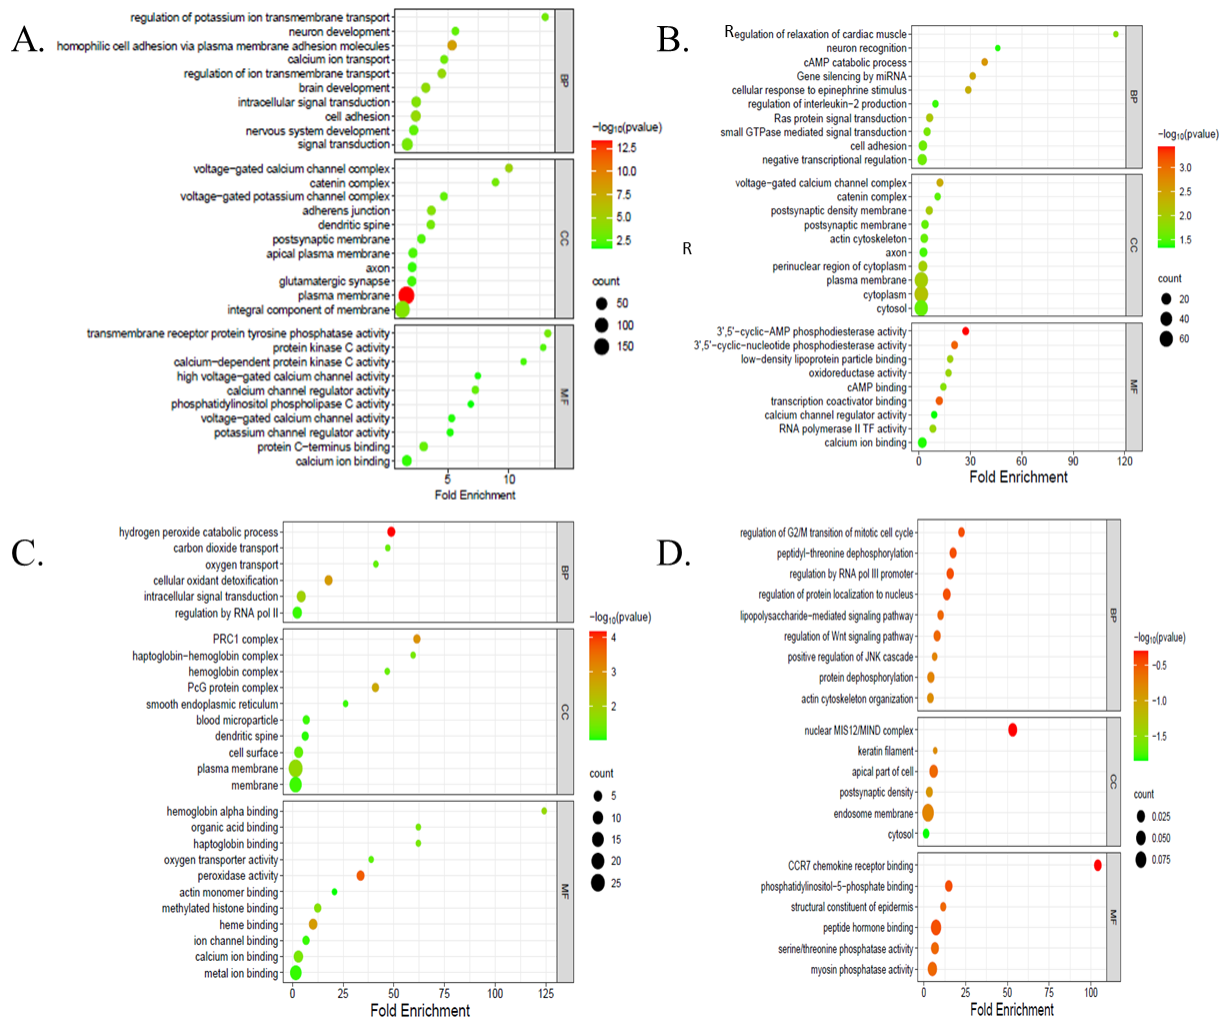 A.
regulation of potassium ion transmembrane transport
neuron development
homophilic cell adhesion via plasma membrane adhesion molecules
calcium ion transport
regulation of ion transmembrane transport
brain development
intracellular signal transduction
cell adhesion
nervous system development
signal transduction
BP
voltage-gated calcium channel complex
catenin complex
voltage-gated potassium channel complex
adherens junction
dendritic spine
postsynaptic membrane
apical plasma membrane
axon
glutamatergic synapse
plasma membrane
integral component of membrane
CC
transmembrane receptor protein tyrosine phosphatase activity
protein kinase C activity
calcium-dependent protein kinase C activity
high voltage-gated calcium channel activity
calcium channel regulator activity
phosphatidylinositol phospholipase C activity
voltage-gated calcium channel activity
potassium channel regulator activity
protein C-terminus binding
calcium ion binding
MF
5 10
Fold Enrichment
-log10(pvalue)
12.5
10.0
7.5
5.0
2.5
count
50
100
150
B.
Regulation of relaxation of cardiac muscle
neuron recognition
cAMP catabolic process
Gene silencing by miRNA
cellular response to epinephrine stimulus
regulation of interleukin-2 production
Ras protein signal transduction
small GTPase mediated signal transduction
cell adhesion
negative transcriptional regulation
BP
voltage-gated calcium channel complex
catenin complex
postsynaptic density membrane
postsynaptic membrane
actin cytoskeleton
R
axon
perinuclear region of cytoplasm
plasma membrane
cytoplasm
cytosol
CC
3',5'-cyclic-AMP phosphodiesterase activity
3',5'-cyclic-nucleotide phosphodiesterase activity
low-density lipoprotein particle binding
oxidoreductase activity
cAMP binding
transcription coactivator binding
calcium channel regulator activity
RNA polymerase II TF activity
calcium ion binding
MF
0 30 60 90 120
Fold Enrichment
-log10(pvalue)
3.0
2.5
2.0
1.5
count
20
40
60
C.
hydrogen peroxide catabolic process
carbon dioxide transport
oxygen transport
cellular oxidant detoxification
intracellular signal transduction
regulation by RNA pol II
BP
PRC1 complex
haptoglobin-hemoglobin complex
hemoglobin complex
PcG protein complex
smooth endoplasmic reticulum
blood microparticle
dendritic spine
cell surface
plasma membrane
membrane
CC
hemoglobin alpha binding
organic acid binding
haptoglobin binding
oxygen transporter activity
peroxidase activity
actin monomer binding
methylated histone binding
heme binding
ion channel binding
calcium ion binding
metal ion binding
MF
0 25 50 75 100 125
Fold Enrichment
-log10(pvalue)
4
3
2
count
5
10
15
20
25
D.
regulation of G2/M transition of mitotic cell cycle
peptidyl-threonine dephosphorylation
regulation by RNA pol III promoter
regulation of protein localization to nucleus
lipopolysaccharide-mediated signaling pathway
regulation of Wnt signaling pathway
positive regulation of JNK cascade
protein dephosphorylation
actin cytoskeleton organization
BP
nuclear MIS12/MIND complex
keratin filament
apical part of cell
postsynaptic density
endosome membrane
cytosol
CC
CCR7 chemokine receptor binding
phosphatidylinositol-5-phosphate binding
structural constituent of epidermis
peptide hormone binding
serine/threonine phosphatase activity
myosin phosphatase activity
MF
0 25 50 75 100
Fold Enrichment
-log10(pvalue)
-0.5
-1.0
-1.5
count
0.025
0.050
0.075